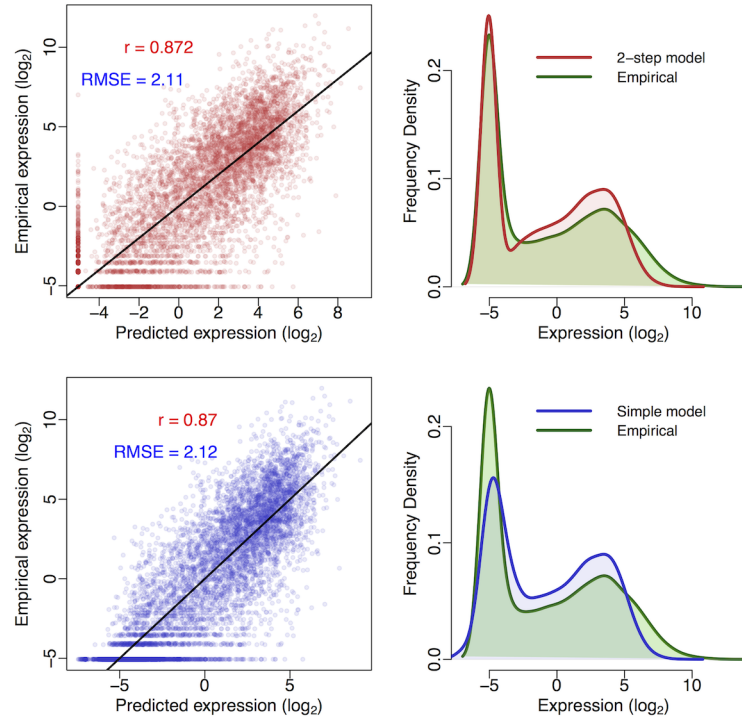 r = 0.872
RMSE = 2.11
Empirical expression (log2)
10
5
0
−5
−4 −2 0 2 4 6 8
Predicted expression (log2)
2−step model
Empirical
Frequency Density
0.2
0.1
0.0
−5 0 5 10
Expression (log2)
r = 0.87
RMSE = 2.12
Empirical expression (log2)
10
5
0
−5
−5 0 5
Predicted expression (log2)
Simple model
Empirical
Frequency Density
0.2
0.1
0.0
−5 0 5 10
Expression (log2)